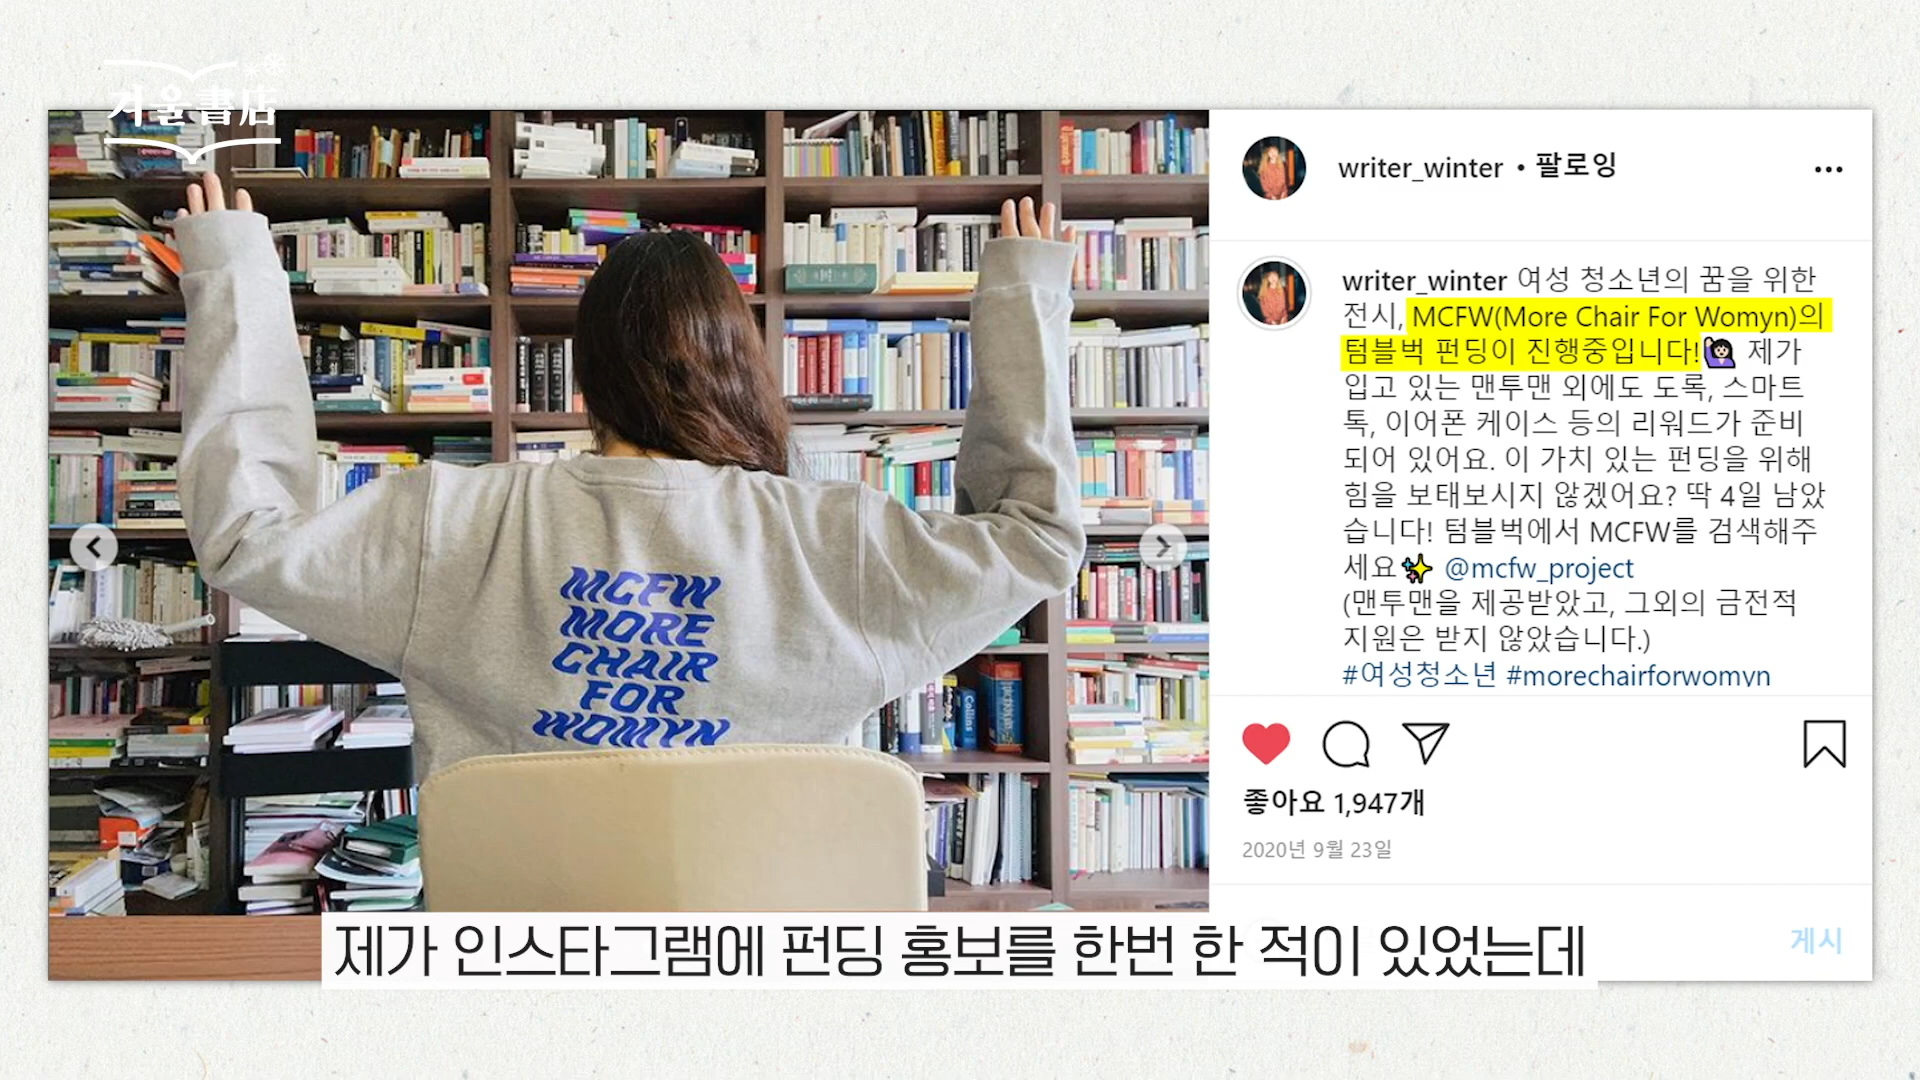 겨울書店
writer_winter • 팔로잉
writer_winter 여성 청소년의 꿈을 위한
전시, MCFW(More Chair For Womyn)의
텀블벅 펀딩이 진행중입니다!🙋🏻‍♀️ 제가
입고 있는 맨투맨 외에도 도록, 스마트
톡, 이어폰 케이스 등의 리워드가 준비
되어 있어요. 이 가치 있는 펀딩을 위해
힘을 보태보시지 않겠어요? 딱 4일 남았
습니다! 텀블벅에서 MCFW를 검색해주
세요✨ @mcfw_project
(맨투맨을 제공받았고, 그외의 금전적
지원은 받지 않았습니다.)
#여성청소년 #morechairforwomyn
좋아요 1,947개
2020년 9월 23일
게시
MCFW
MORE
CHAIR
FOR
WOMYN
Collins
제가 인스타그램에 펀딩 홍보를 한번 한 적이 있었는데